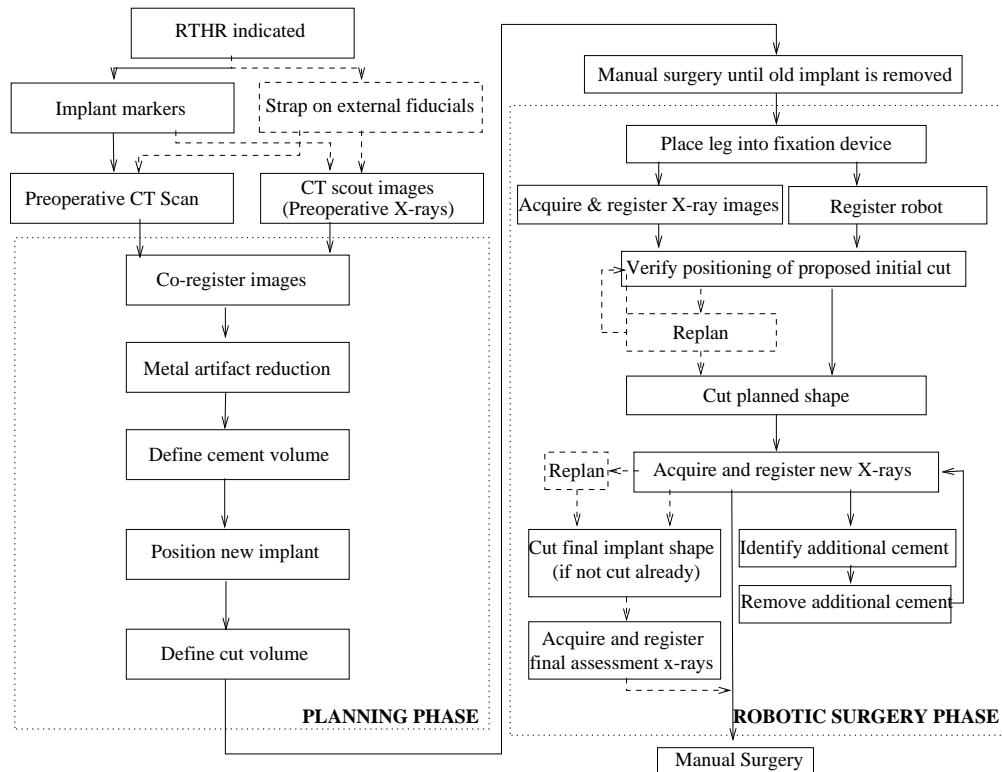 RTHR indicated
Implant markers
Strap on external fiducials
Preoperative CT Scan
CT scout images
(Preoperative X-rays)
Co-register images
Metal artifact reduction
Define cement volume
Position new implant
Define cut volume
PLANNING PHASE
Manual surgery until old implant is removed
Place leg into fixation device
Acquire & register X-ray images
Register robot
Verify positioning of proposed initial cut
Replan
Cut planned shape
Replan
Acquire and register new X-rays
Cut final implant shape
(if not cut already)
Identify additional cement
Remove additional cement
Acquire and register
final assessment x-rays
ROBOTIC SURGERY PHASE
Manual Surgery